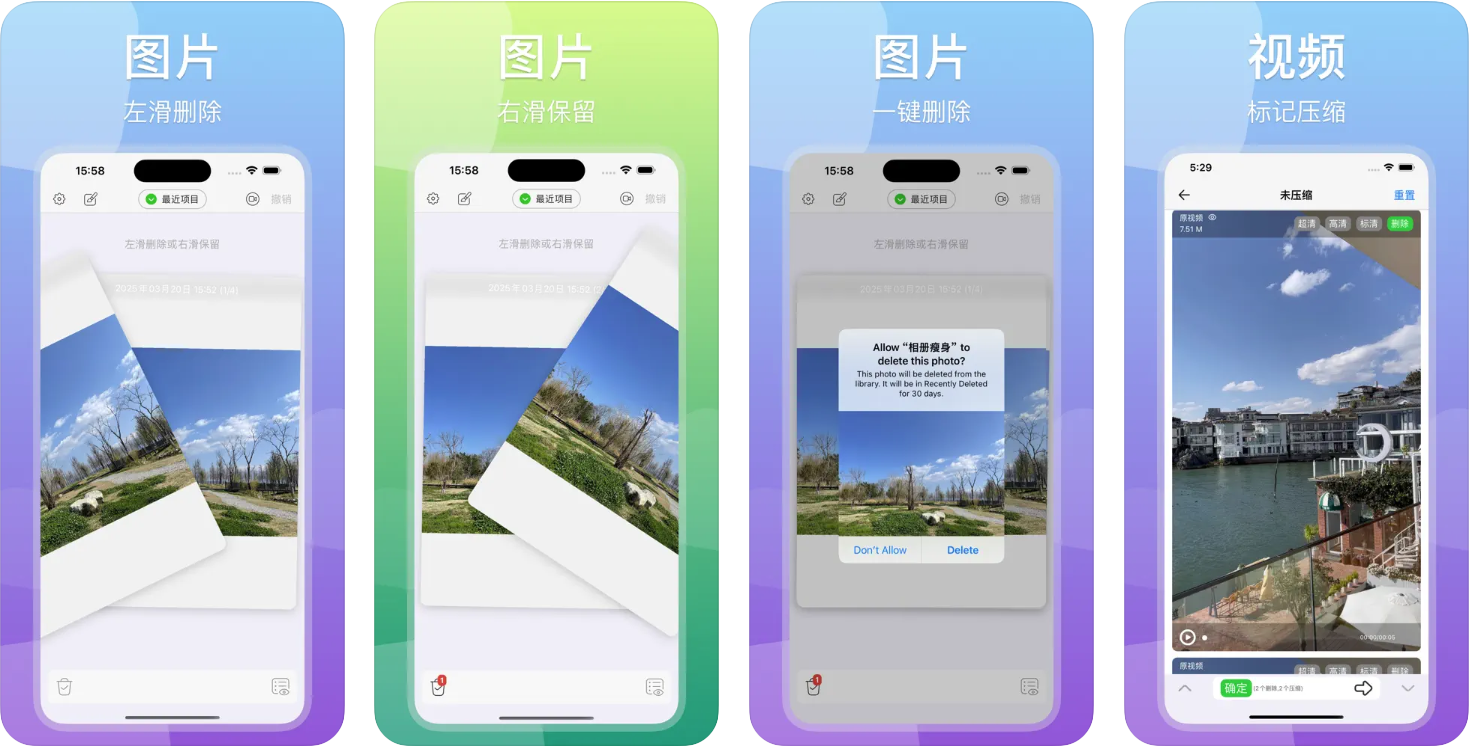 图片
左滑删除
15:58
最近项目
撤销
左滑删除或右滑保留
2025年03月20日 15:52 (1/4)
图片
右滑保留
15:58
最近项目
撤销
左滑删除或右滑保留
2025年03月20日 15:52
1
图片
一键删除
15:58
最近项目
撤销
左滑删除或右滑保留
2025年03月20日 15:52 (1/4)
Allow “相册瘦身” to
delete this photo?
This photo will be deleted from the
library. It will be in Recently Deleted
for 30 days.
Don't Allow
Delete
1
视频
标记压缩
5:29
未压缩
重置
原视频
7.51 M
超清
高清
标清
删除
00:00/00:05
原视频
超清
高清
标清
删除
确定
(2个删除,2个压缩)